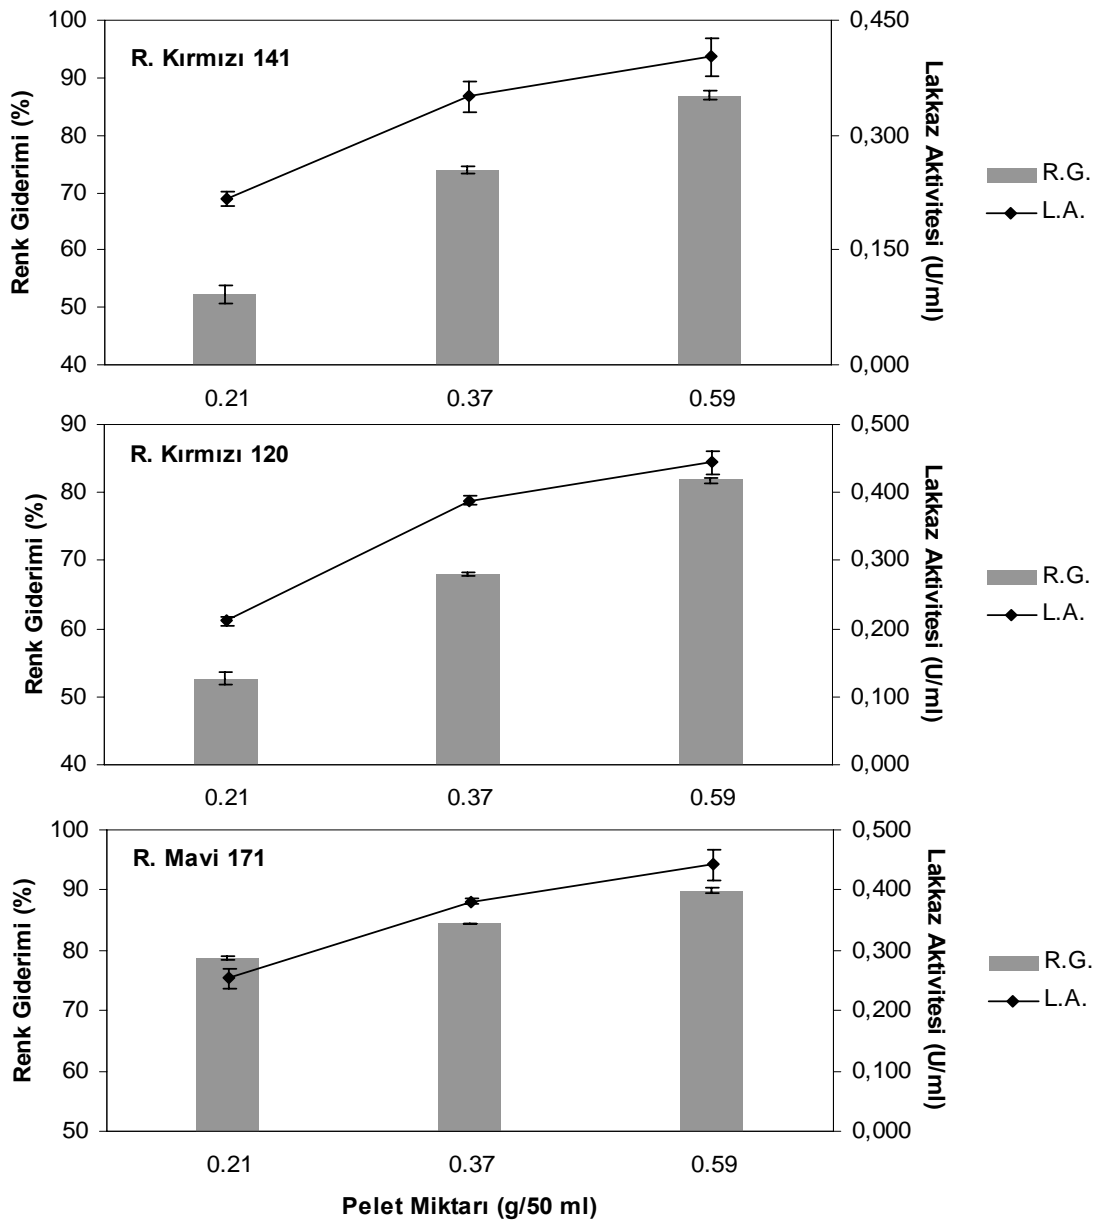 R. Kırmızı 141
Renk Giderimi (%)
100
90
80
70
60
50
40
0,450
0,300
0,150
0,000
Lakkaz Aktivitesi (U/ml)
0.21 0.37 0.59
R.G.
L.A.
R. Kırmızı 120
Renk Giderimi (%)
90
80
70
60
50
40
0,500
0,400
0,300
0,200
0,100
0,000
Lakkaz Aktivitesi (U/ml)
0.21 0.37 0.59
R.G.
L.A.
R. Mavi 171
Renk Giderimi (%)
100
90
80
70
60
50
0,500
0,400
0,300
0,200
0,100
0,000
Lakkaz Aktivitesi (U/ml)
0.21 0.37 0.59
R.G.
L.A.
Pelet Miktarı (g/50 ml)